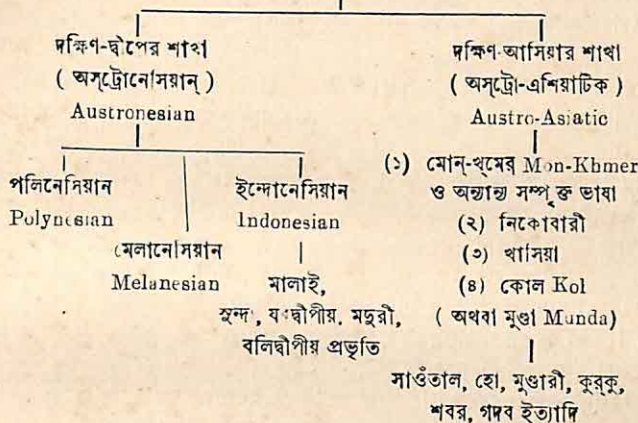 দক্ষিণ-দ্বীপের শাখা
( অস্ট্রোনেসিয়ান্ )
Austronesian
পলিনেসিয়ান
Polynesian
মেলানেসিয়ান
Melanesian
ইন্দোনেসিয়ান
Indonesian
মালাই,
সুন্দা, যবদ্বীপীয়, মদুরী,
বলিদ্বীপীয় প্রভৃতি
দক্ষিণ-আসিয়ার শাখা
( অস্ট্রো-এশিয়াটিক )
Austro-Asiatic
(১) মোন্-খ্মের Mon-Khmer
ও অন্যান্য সম্পৃক্ত ভাষা
(২) নিকোবারী
(৩) খাসিয়া
(৪) কোল Kol
( অথবা মুণ্ডা Munda )
সাওঁতাল, হো, মুণ্ডারী, কুর্কু,
শবর, গদব ইত্যাদি